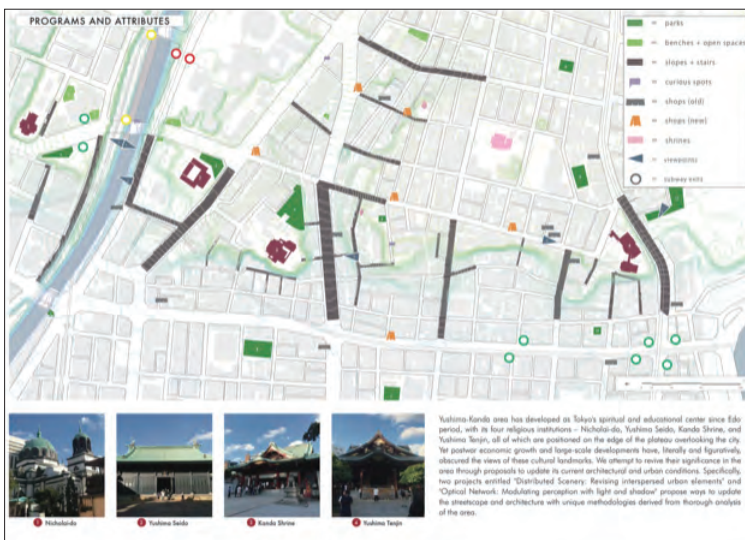 PROGRAMS AND ATTRIBUTES
= parks
= benches + open spaces
= slopes + stairs
= curious spots
= shops (old)
= shops (new)
= shrines
= viewpoints
= subway exits
Yushima-Kanda area has developed as Tokyo's spiritual and educational center since Edo
period, with its four religious institutions – Nicholai-do, Yushima Seido, Kanda Shrine, and
Yushima Tenjin, all of which are positioned on the edge of the plateau overlooking the city.
Yet postwar economic growth and large-scale developments have, literally and figuratively,
obscured the views of these cultural landmarks. We attempt to revive their significance in the
area through proposals to update its current architectural and urban conditions. Specifically,
two projects entitled "Distributed Scenery: Revising interspersed urban elements" and
"Optical Network: Modulating perception with light and shadow" propose ways to update
the streetscape and architecture with unique methodologies derived from thorough analysis
of the area.
1 Nicholai-do
2 Yushima Seido
3 Kanda Shrine
4 Yushima Tenjin